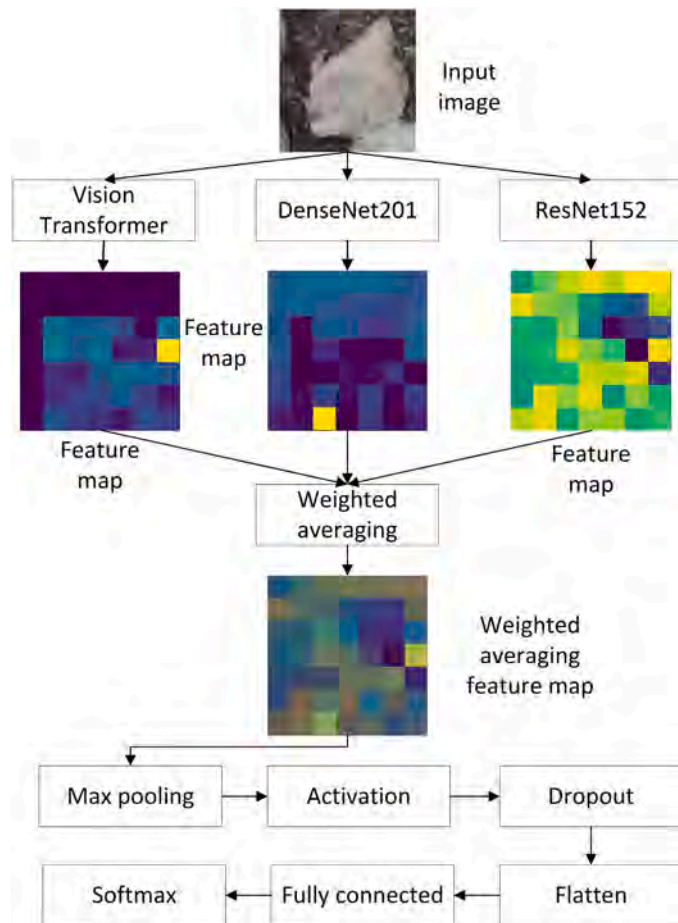 Input
image
Vision
Transformer
DenseNet201
ResNet152
Feature
map
Feature
map
Feature
map
Weighted
averaging
Weighted
averaging
feature map
Max pooling
Activation
Dropout
Softmax
Fully connected
Flatten